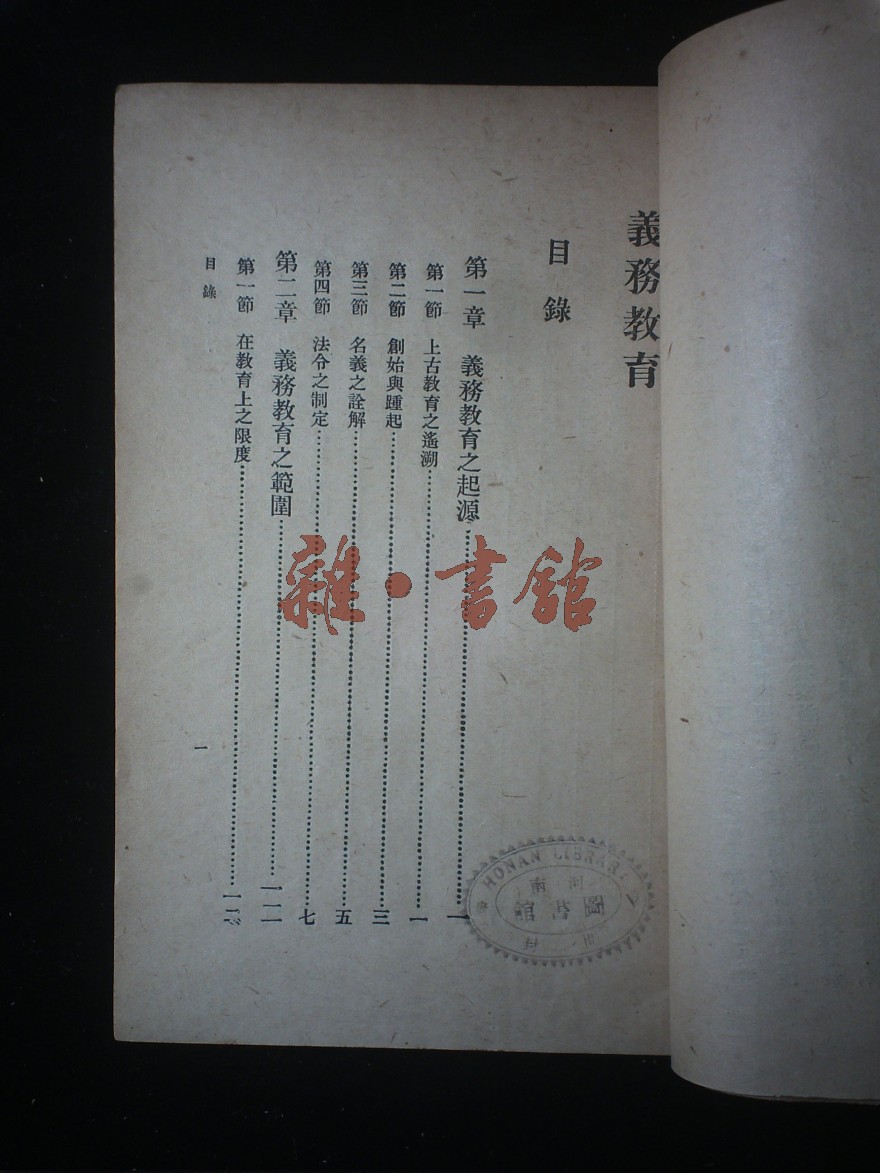 義務教育
目錄
第一章 義務教育之起源……一
第一節 上古教育之遙溯……一
第二節 創始與踵起……三
第三節 名義之詮解……五
第四節 法令之制定……七
第二章 義務教育之範圍……
第一節 在教育上之限度……
目錄
一
雜·書館
HONAN LIBRARY
河南
圖書館